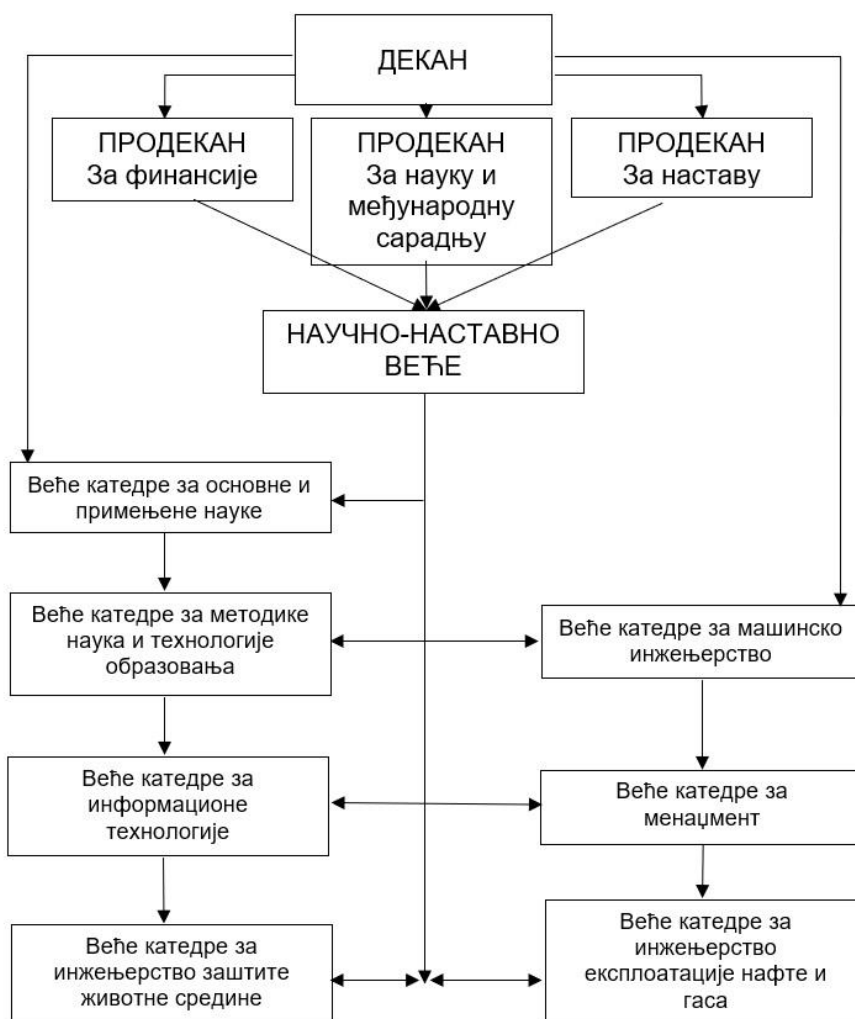 ДЕКАН
ПРОДЕКАН
За финансије
ПРОДЕКАН
За науку и
међународну
сарадњу
ПРОДЕКАН
За наставу
НАУЧНО-НАСТАВНО
ВЕЋЕ
Веће катедре за основне и
примењене науке
Веће катедре за методике
наука и технологије
образовања
Веће катедре за машинско
инжењерство
Веће катедре за
информационе
технологије
Веће катедре за
менаџмент
Веће катедре за
инжењерство заштите
животне средине
Веће катедре за
инжењерство
експлоатације нафте и
гаса